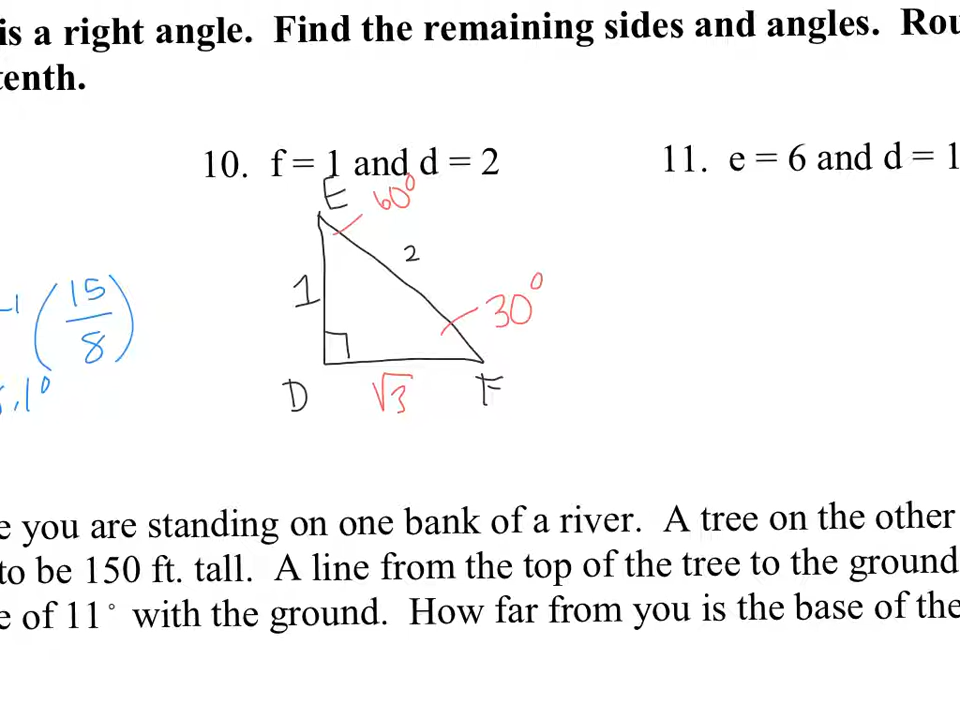 is a right angle. Find the remaining sides and angles. Rou
tenth.
10. f = 1 and d = 2
11. e = 6 and d = 1
E
60°
2
1
30°
-1 (15/8)
.1°
D
√3
F
e you are standing on one bank of a river. A tree on the other
to be 150 ft. tall. A line from the top of the tree to the ground
e of 11° with the ground. How far from you is the base of the